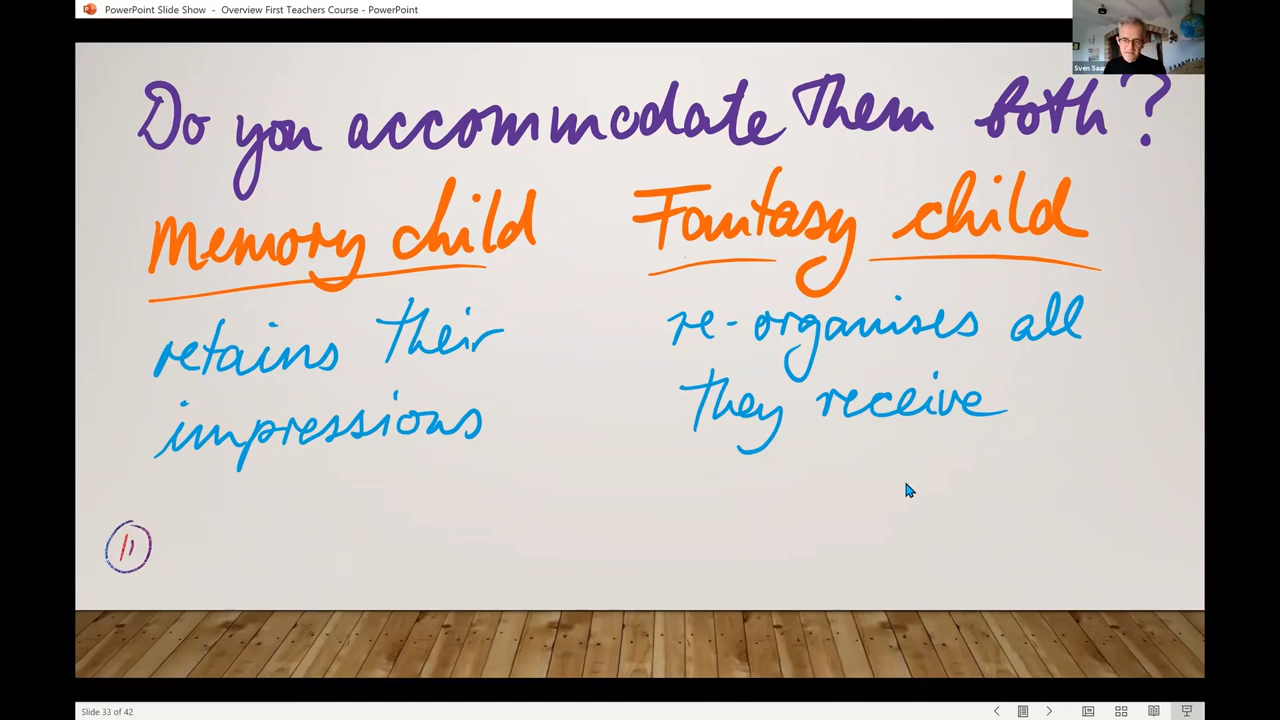 PowerPoint Slide Show - Overview First Teachers Course - PowerPoint
Do you accommodate them both?
Memory child
retains their
impressions
Fantasy child
re-organises all
they receive
11
Slide 33 of 42